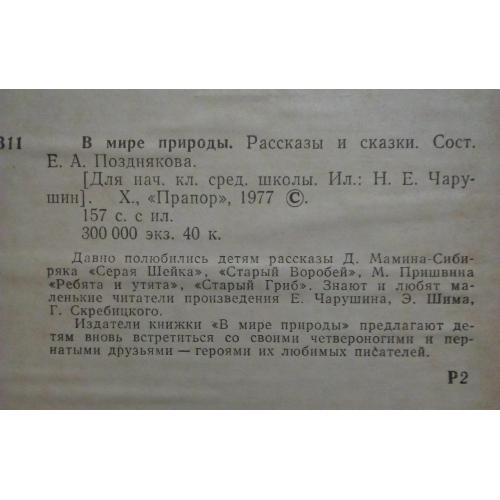 В11 В мире природы. Рассказы и сказки. Сост.
Е. А. Позднякова.
[Для нач. кл. сред. школы. Ил.: Н. Е. Чару-
шин]. Х., «Прапор», 1977 ©.
157 с. с ил.
300 000 экз. 40 к.
Давно полюбились детям рассказы Д. Мамина-Сиби-
ряка «Серая Шейка», «Старый Воробей», М. Пришвина
«Ребята и утята», «Старый Гриб». Знают и любят ма-
ленькие читатели произведения Е. Чарушина, Э. Шима,
Г. Скребицкого.
Издатели книжки «В мире природы» предлагают де-
тям вновь встретиться со своими четвероногими и пер-
натыми друзьями — героями их любимых писателей.
Р2